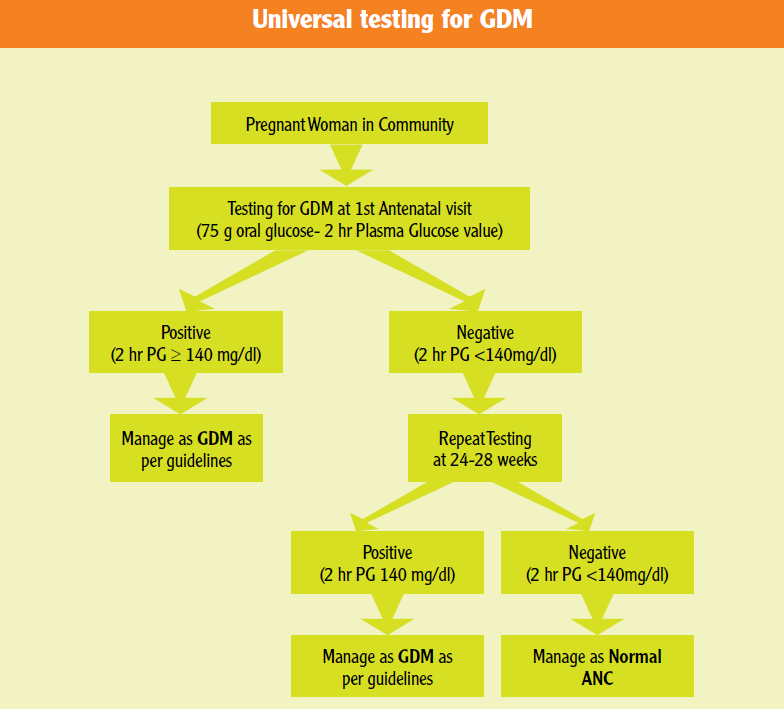 Universal testing for GDM
Pregnant Woman in Community
Testing for GDM at 1st Antenatal visit
(75 g oral glucose- 2 hr Plasma Glucose value)
Positive
(2 hr PG ≥ 140 mg/dl)
Negative
(2 hr PG <140mg/dl)
Manage as GDM as
per guidelines
Repeat Testing
at 24-28 weeks
Positive
(2 hr PG 140 mg/dl)
Negative
(2 hr PG <140mg/dl)
Manage as GDM as
per guidelines
Manage as Normal
ANC